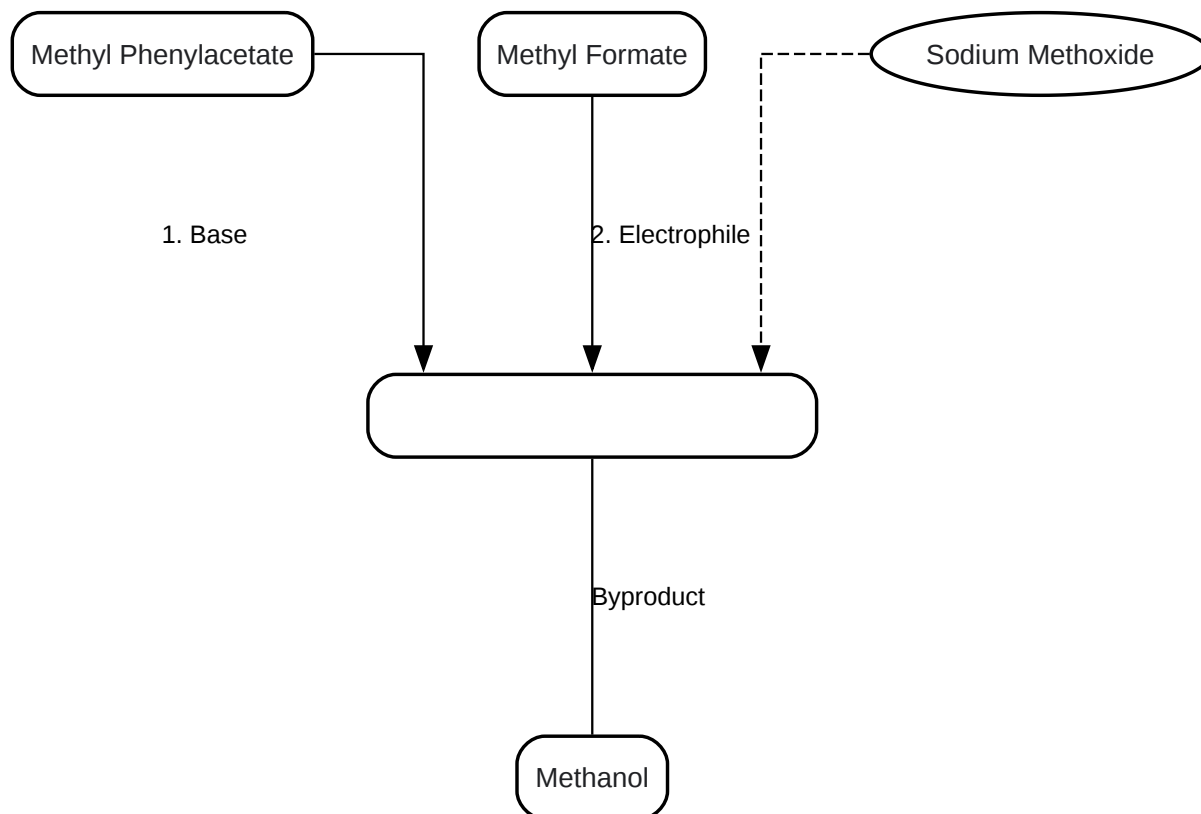 Methyl Phenylacetate
Methyl Formate
Sodium Methoxide
1. Base
2. Electrophile
Byproduct
Methanol